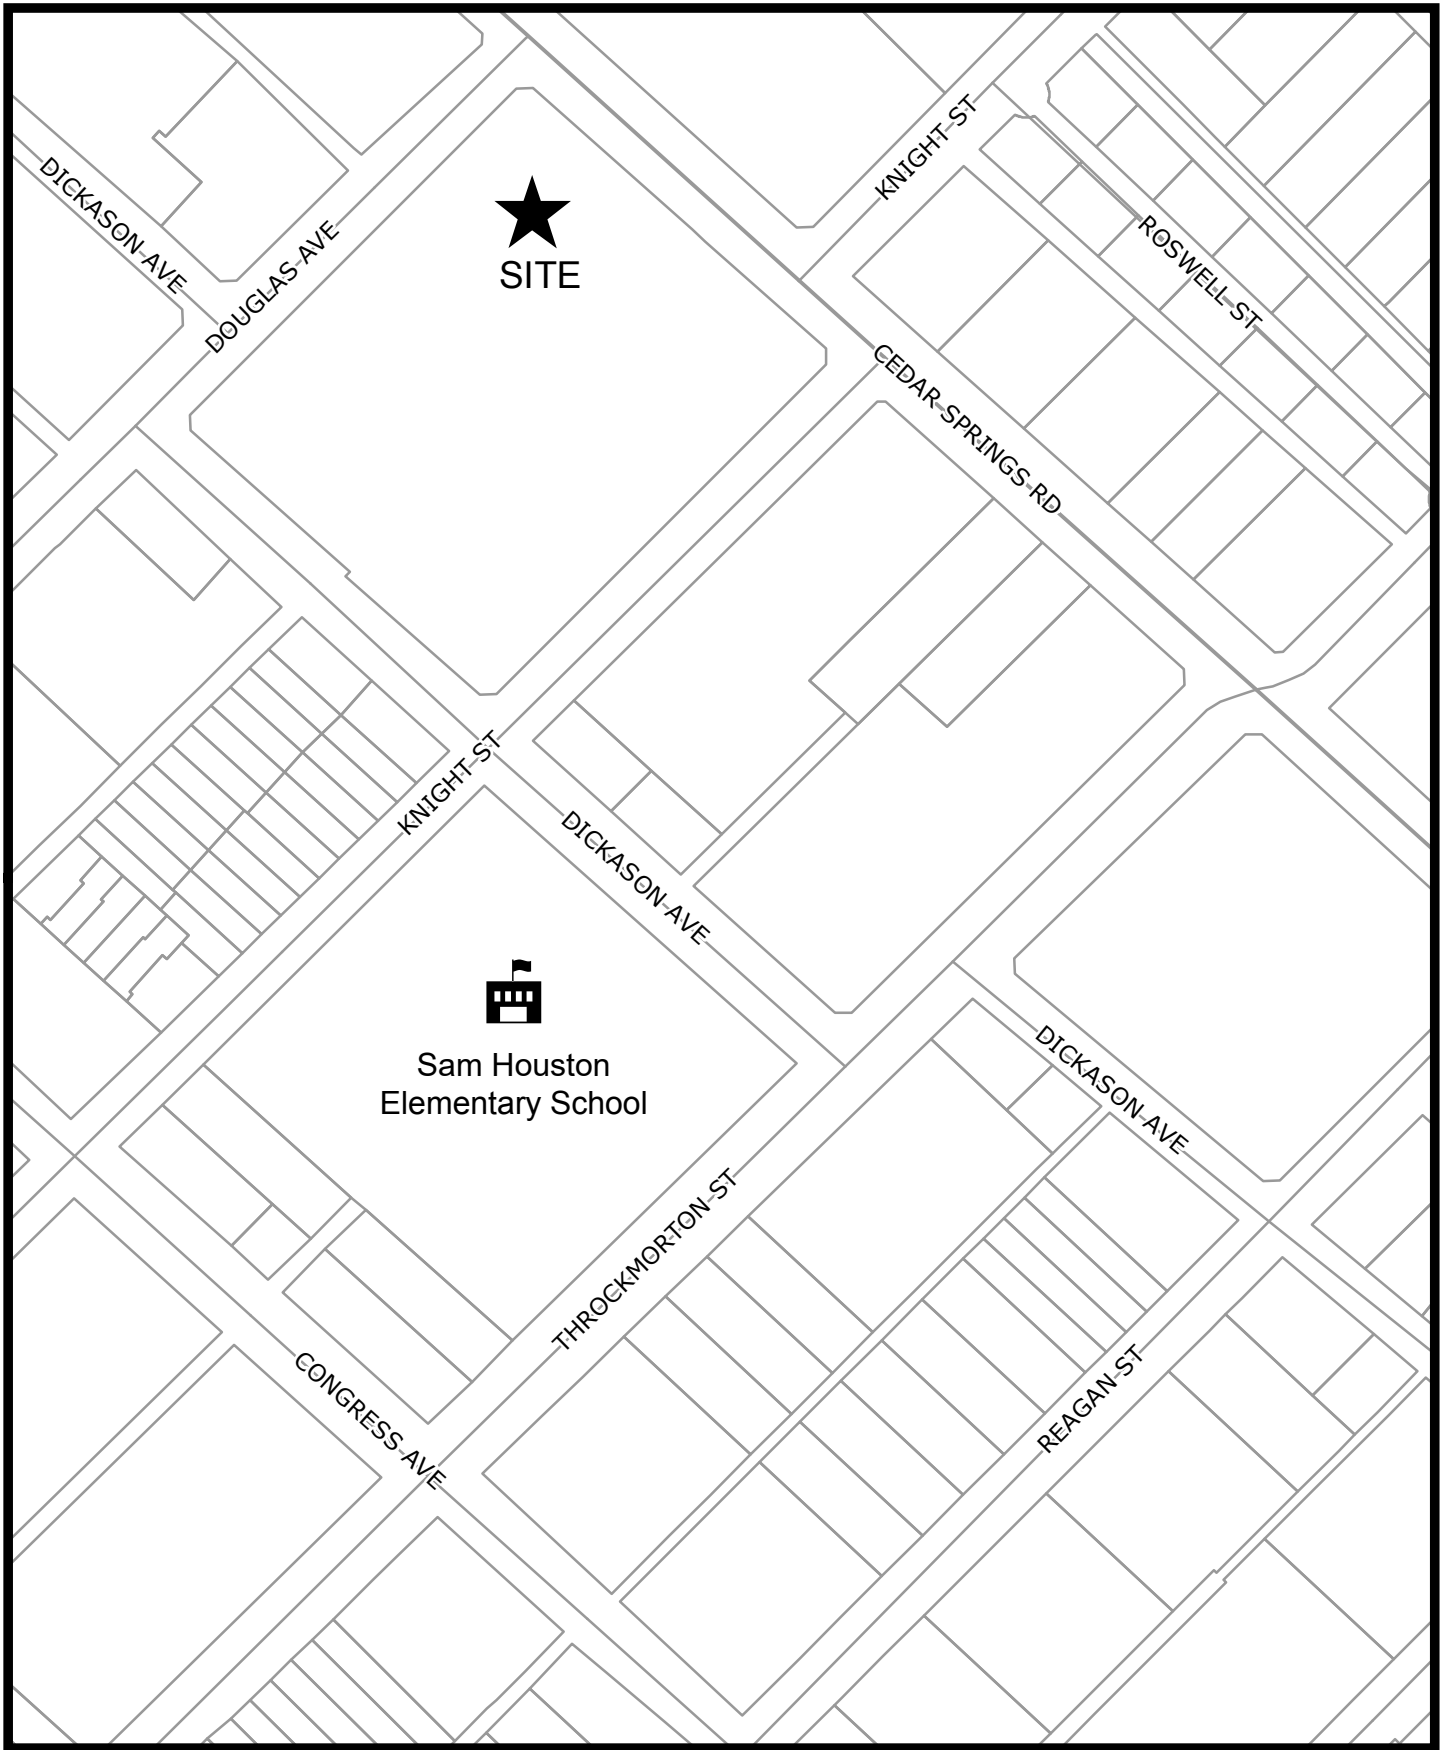 KNIGHT ST
DICKASON AVE
DOUGLAS AVE
SITE
ROSWELL ST
CEDAR SPRINGS RD
KNIGHT ST
DICKASON AVE
Sam Houston
Elementary School
DICKASON AVE
THROCKMORTON ST
CONGRESS AVE
REAGAN ST